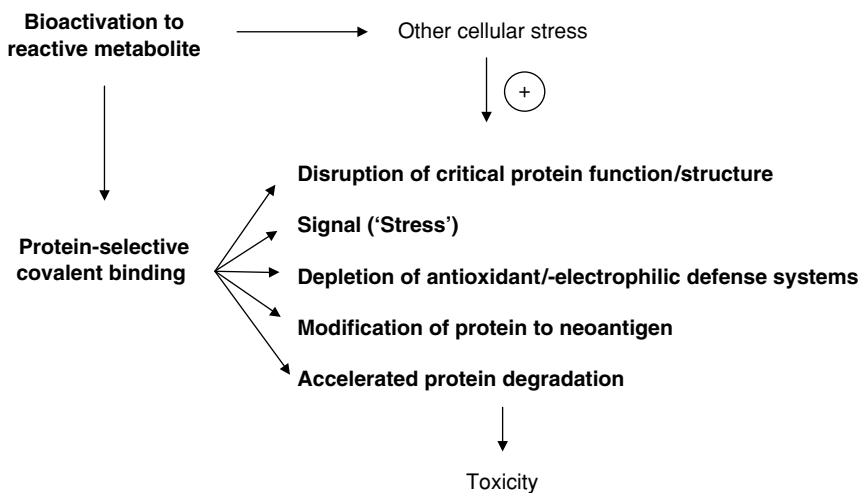 Bioactivation to
reactive metabolite
Other cellular stress
+
Disruption of critical protein function/structure
Signal (‘Stress’)
Protein-selective
covalent binding
Depletion of antioxidant/-electrophilic defense systems
Modification of protein to neoantigen
Accelerated protein degradation
Toxicity